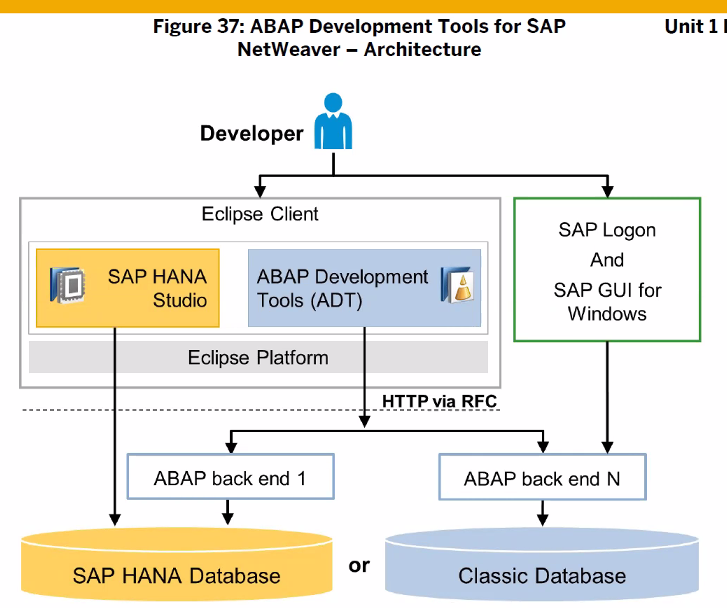 Figure 37: ABAP Development Tools for SAP
NetWeaver – Architecture
Unit 1
Developer
Eclipse Client
SAP HANA
Studio
ABAP Development
Tools (ADT)
Eclipse Platform
SAP Logon
And
SAP GUI for
Windows
HTTP via RFC
ABAP back end 1
ABAP back end N
SAP HANA Database
or
Classic Database